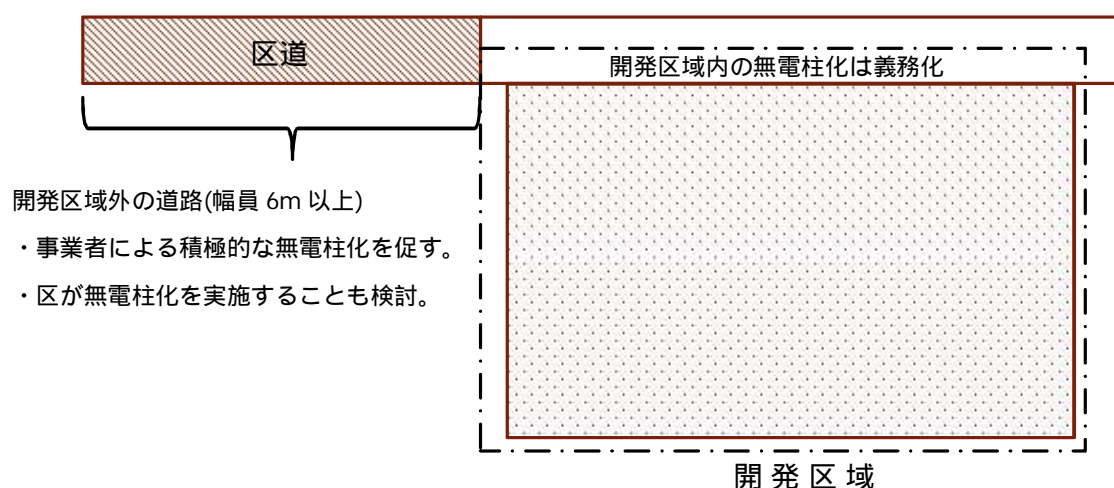 区道
開発区域内の無電柱化は義務化
開発区域外の道路(幅員 6m 以上)
・事業者による積極的な無電柱化を促す。
・区が無電柱化を実施することも検討。
開発区域